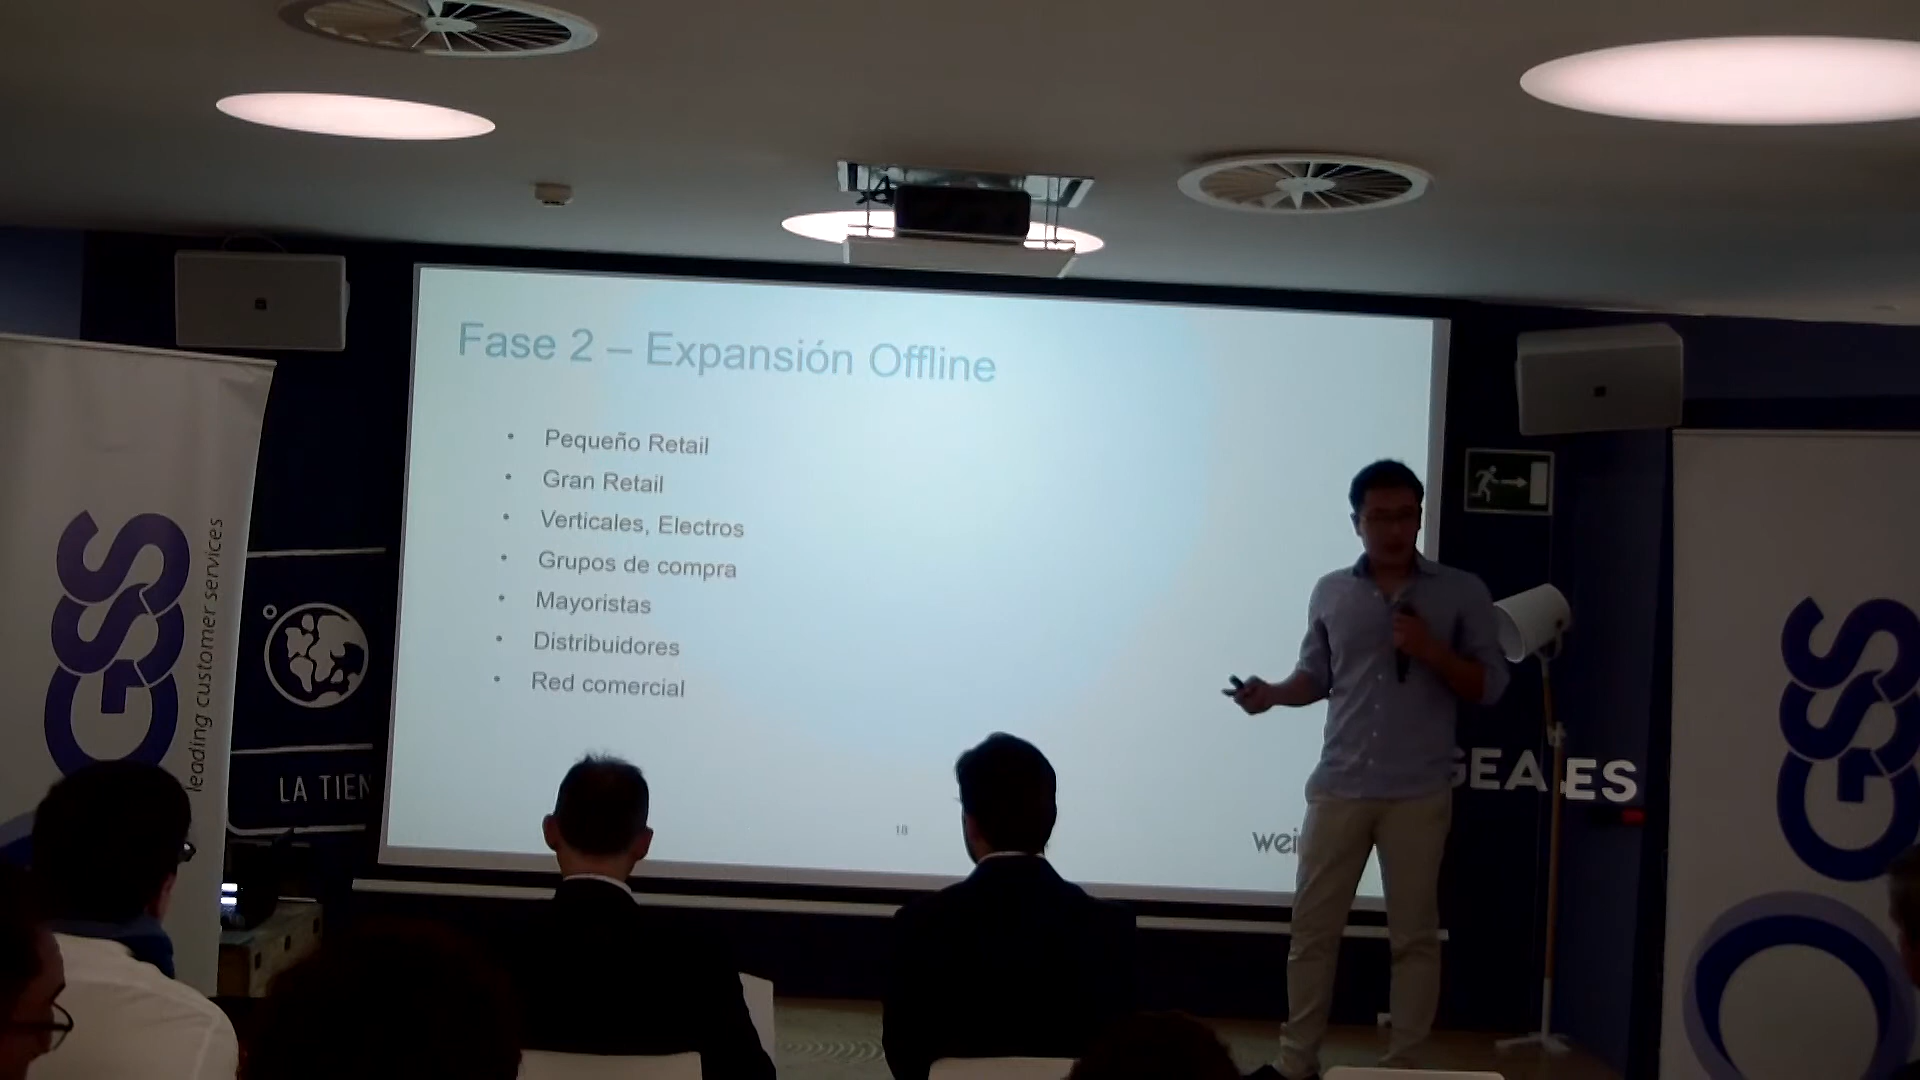 Fase 2 – Expansión Offline
• Pequeño Retail
• Gran Retail
• Verticales, Electros
• Grupos de compra
• Mayoristas
• Distribuidores
• Red comercial
18
wei
GSS
leading customer services
LA TIEN
GEA
.ES
GSS